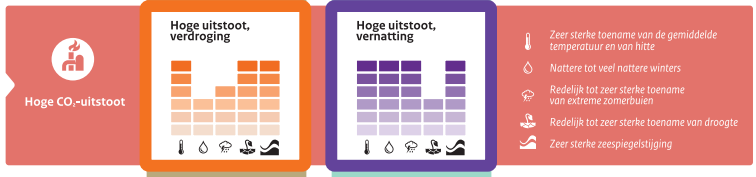 Hoge CO₂-uitstoot
Hoge uitstoot,
verdroging
Hoge uitstoot,
vernatting
Zeer sterke toename van de gemiddelde
temperatuur en van hitte
Nattere tot veel nattere winters
Redelijk tot zeer sterke toename
van extreme zomerbuien
Redelijk tot zeer sterke toename van droogte
Zeer sterke zeespiegelstijging